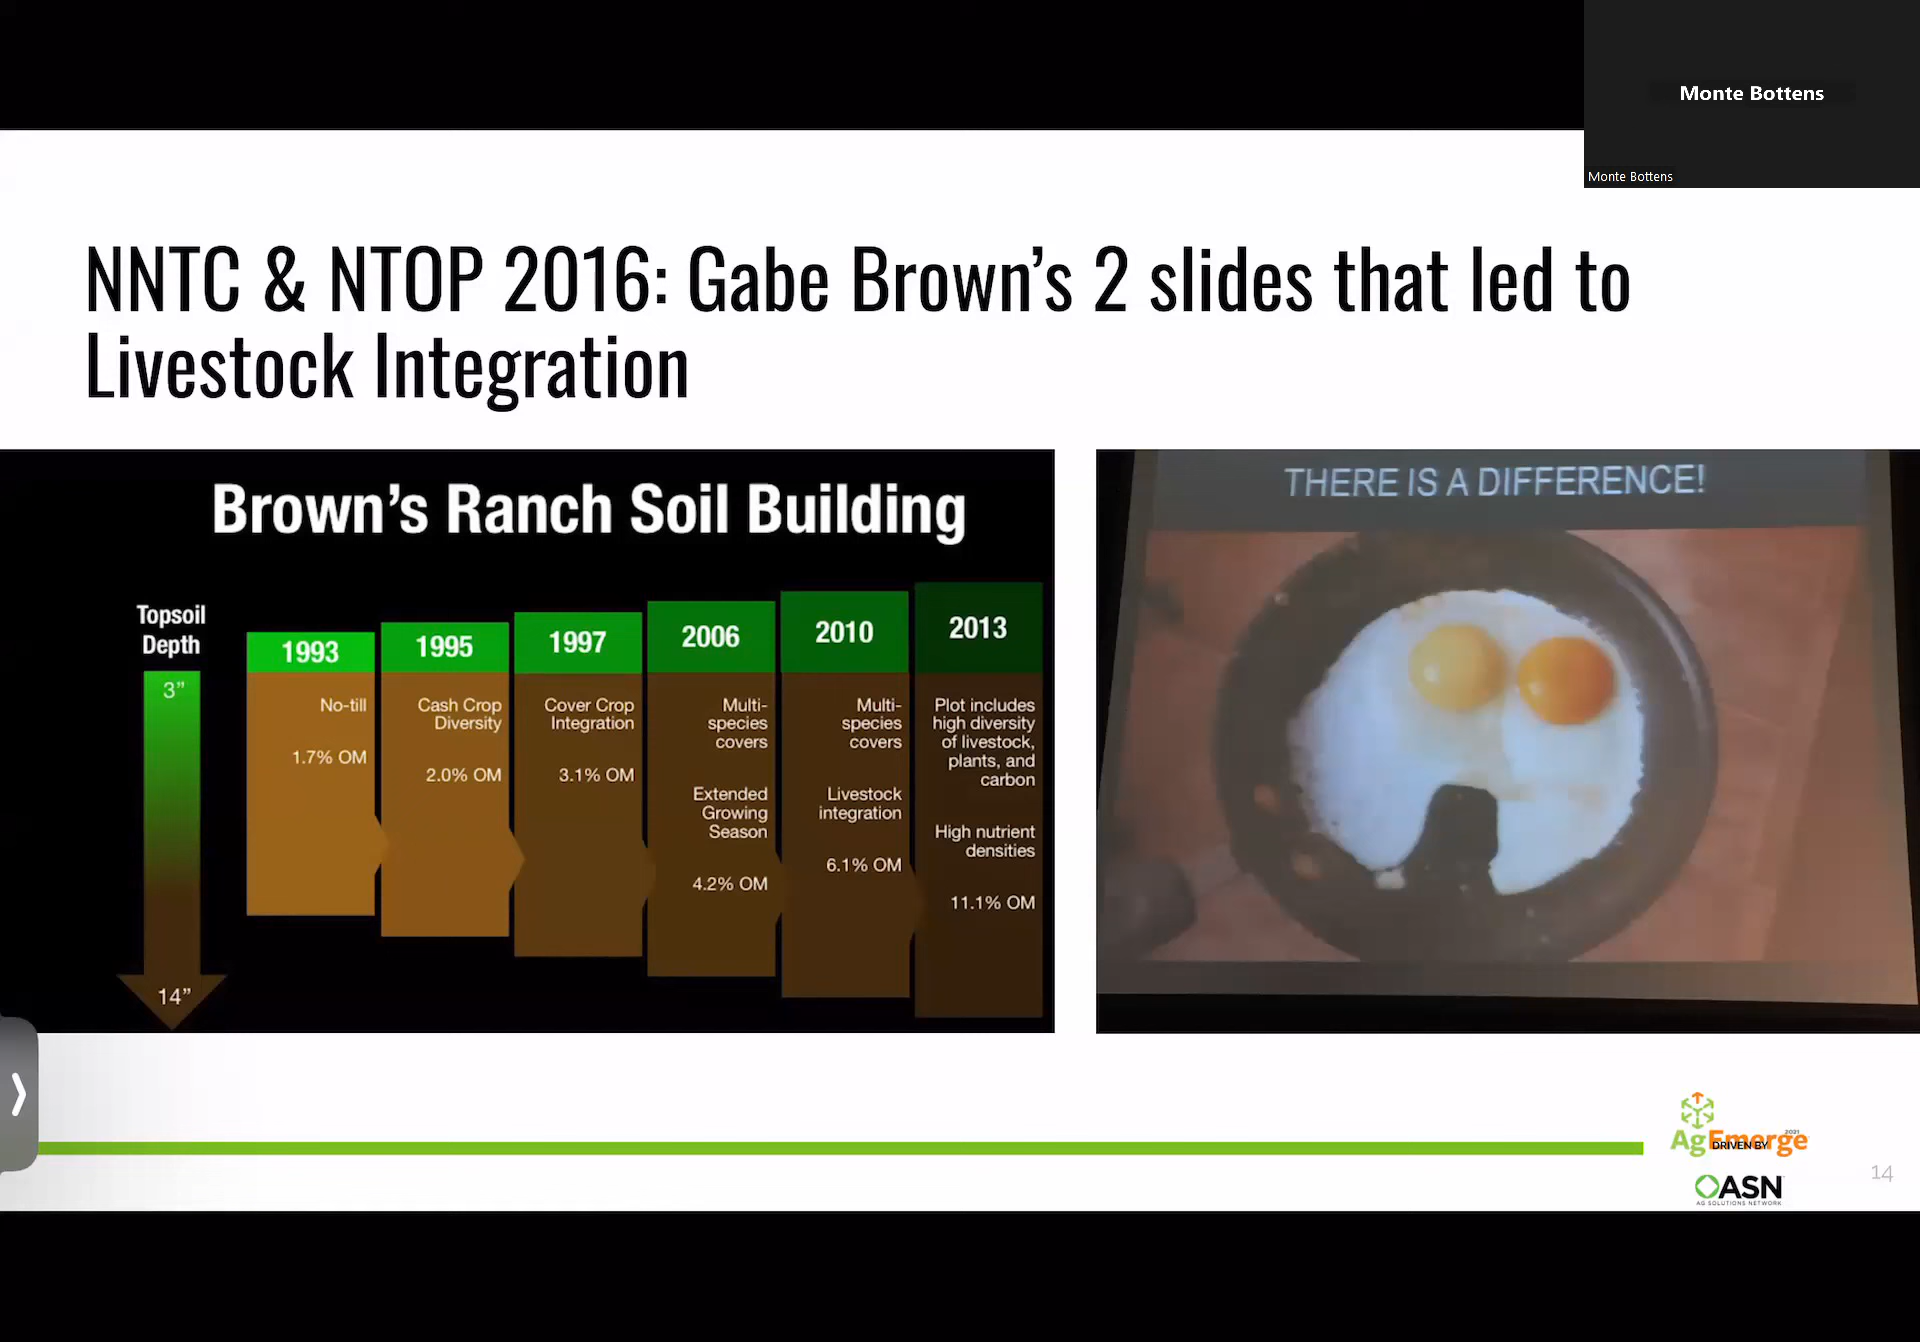 Monte Bottens
Monte Bottens
NNTC & NTOP 2016: Gabe Brown’s 2 slides that led to
Livestock Integration
Brown’s Ranch Soil Building
Topsoil
Depth
3”
14”
1993
No-till
1.7% OM
1995
Cash Crop
Diversity
2.0% OM
1997
Cover Crop
Integration
3.1% OM
2006
Multi-
species
covers
Extended
Growing
Season
4.2% OM
2010
Multi-
species
covers
Livestock
integration
6.1% OM
2013
Plot includes
high diversity
of livestock,
plants, and
carbon
High nutrient
densities
11.1% OM
THERE IS A DIFFERENCE!
2021
AgEmerge
DRIVEN BY
ASN
AG SOLUTIONS NETWORK
14